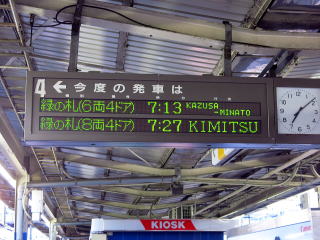 4 ← 今度の発車は
緑の札(6両4ドア) 7:13 KAZUSA
-MINATO
緑の札(8両4ドア) 7:27 KIMITSU
KIOSK